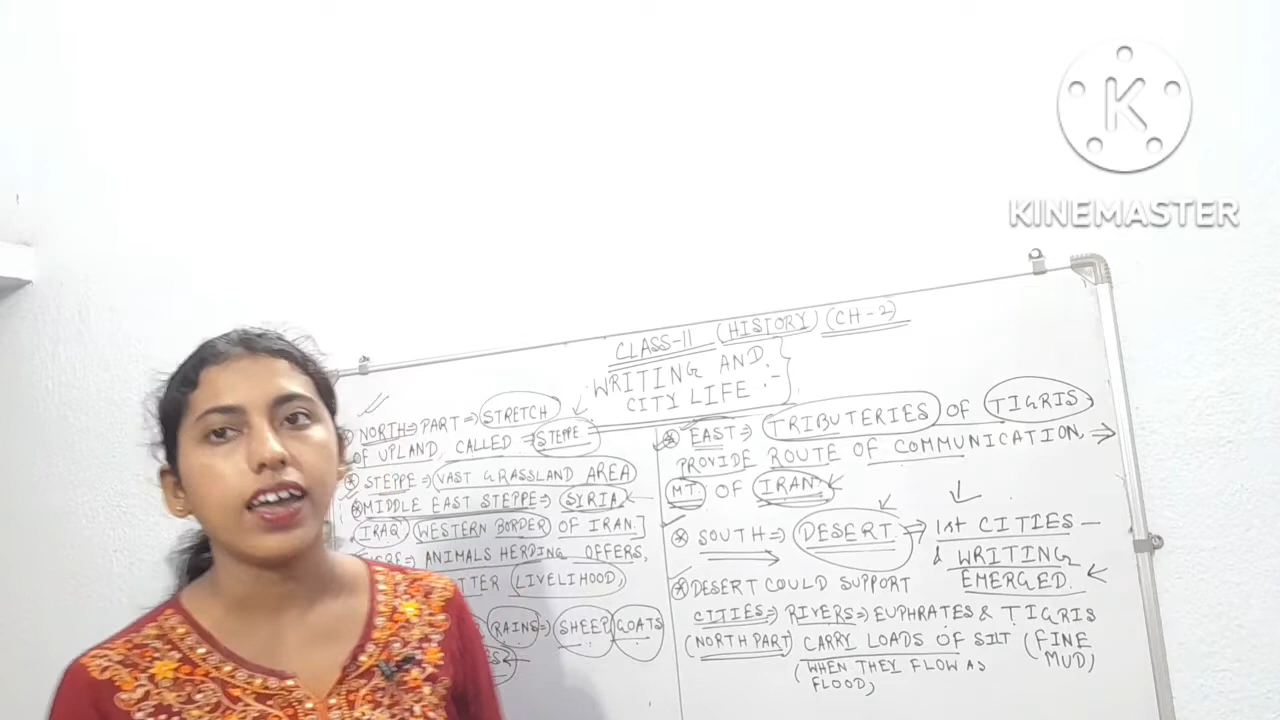 K
KINEMASTER
CLASS-11 (HISTORY) (CH-2)
WRITING AND
CITY LIFE :-
NORTH ⇒ PART ⇒ STRETCH
OF UPLAND CALLED ⇒ STEPPE -
STEPPE ⇒ VAST GRASSLAND AREA
MIDDLE EAST STEPPE ⇒ SYRIA
IRAQ WESTERN BORDER OF IRAN.
ANIMALS HERDING OFFERS,
LIVELIHOOD
RAINS ⇒ SHEEP GOATS
EAST ⇒ TRIBUTERIES OF TIGRIS
PROVIDE ROUTE OF COMMUNICATION ⇒
MT. OF IRAN.
SOUTH ⇒ DESERT → 1st CITIES -
& WRITING
EMERGED.
DESERT COULD SUPPORT
CITIES ⇒ RIVERS ⇒ EUPHRATES & TIGRIS
(NORTH PART) CARRY LOADS OF SILT (FINE
MUD)
(WHEN THEY FLOW AS
FLOOD)